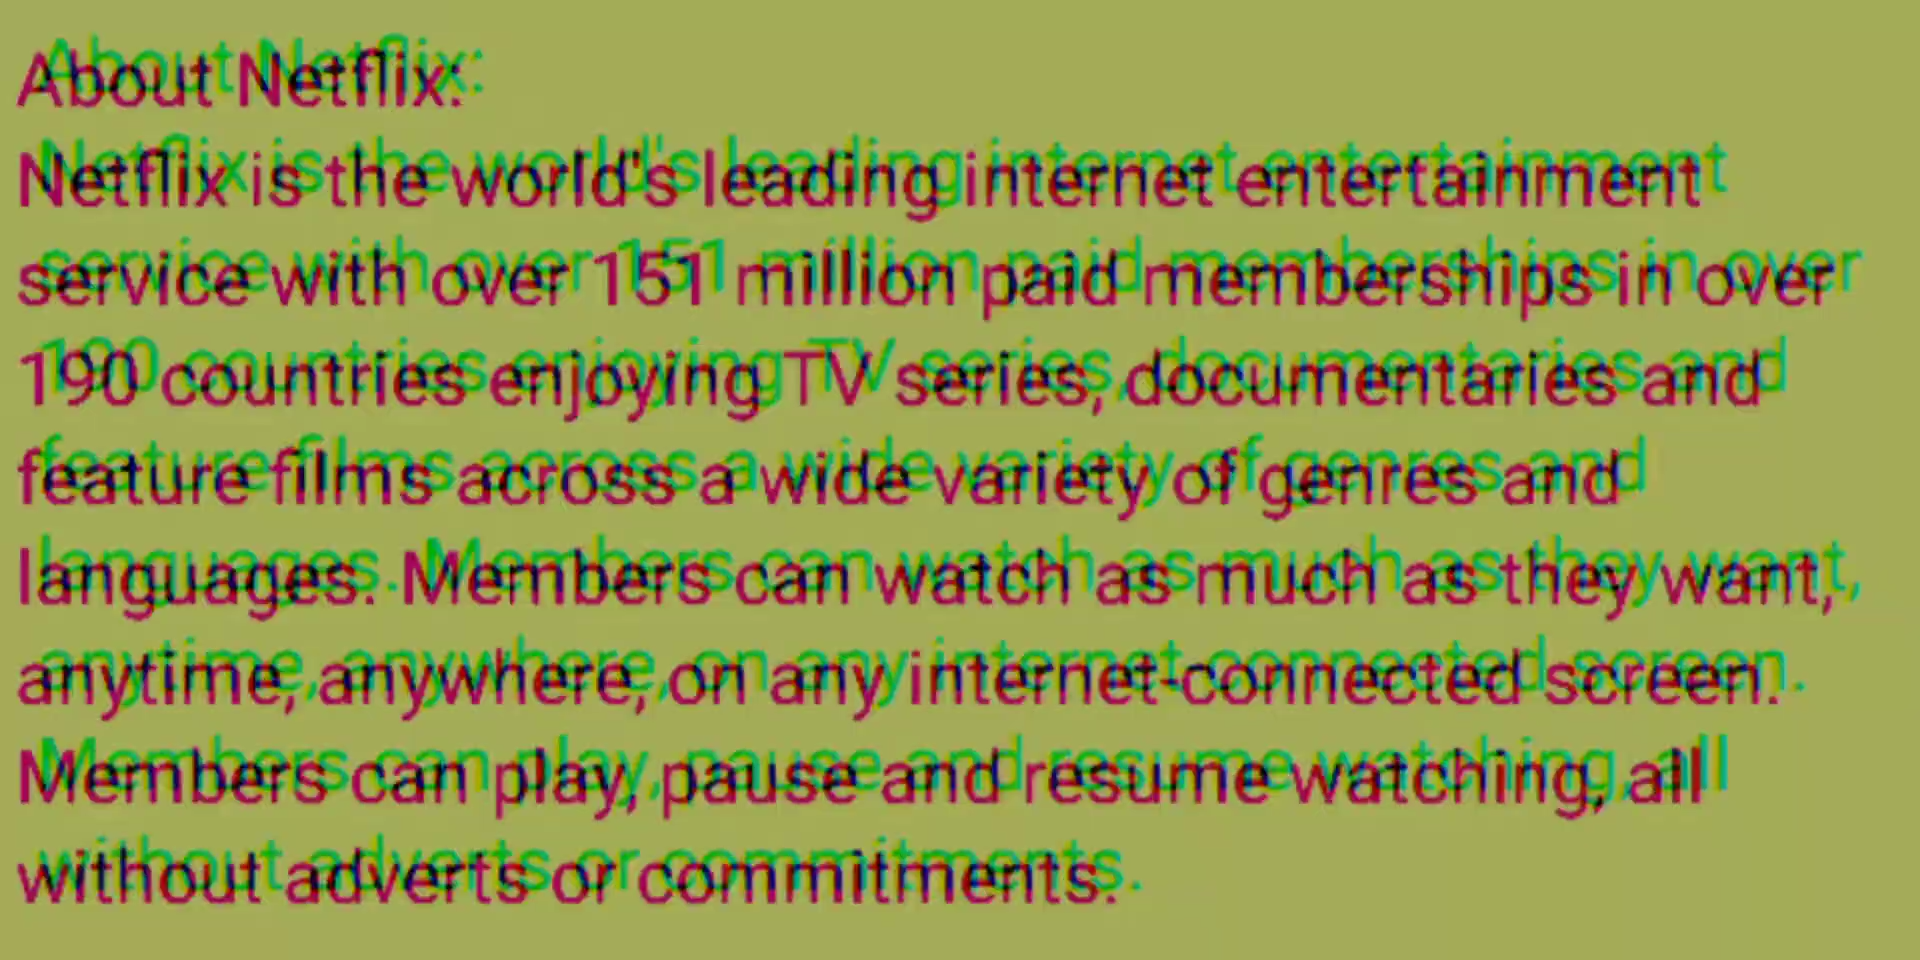 About Netflix:
Netflix is the world's leading internet entertainment
service with over 151 million paid memberships in over
190 countries enjoying TV series, documentaries and
feature films across a wide variety of genres and
languages. Members can watch as much as they want,
anytime, anywhere, on any internet-connected screen.
Members can play, pause and resume watching, all
without adverts or commitments.